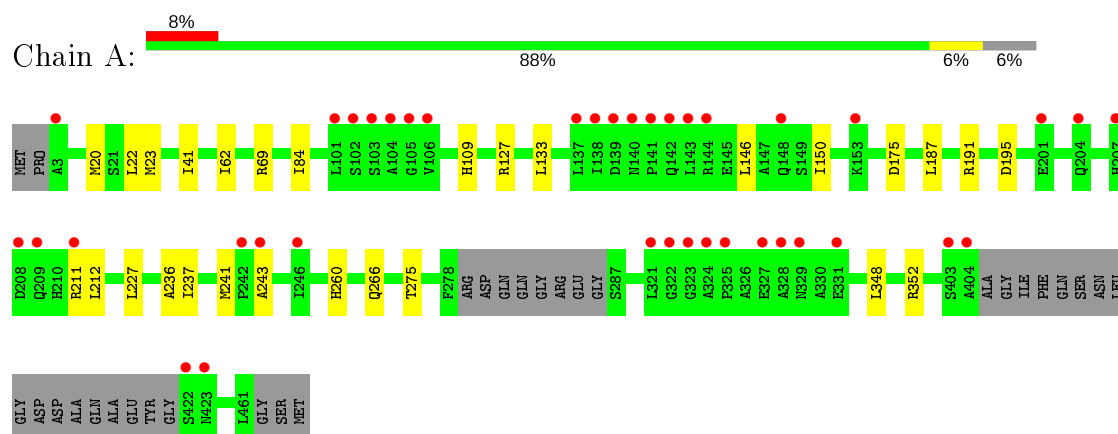 8%
Chain A:
88% 6% 6%
MET PRO A3 M20 S21 L22 M23 I41 I62 R69 I84 L101 S102 S103 A104 G105 V106 H109 R127 L133 L137 I138 D139 N140 P141 Q142 L143 R144 E145 L146 A147 Q148 S149 I150 K153 D175 L187 R191 D195 E201 Q204 H207
D208 Q209 H210 R211 L212 L227 A236 I237 M241 P242 A243 I246 H260 Q266 T275 F278 ARG ASP GLN GLN GLY ARG GLU GLY S287 L321 G322 G323 A324 P325 A326 E327 A328 N329 A330 E331 L348 R352 S403 A404 ALA GLY ILE PHE GLN SER ASN LEU
GLY ASP ASP ALA GLN ALA GLU TYR GLY S422 N423 L461 GLY SER MET